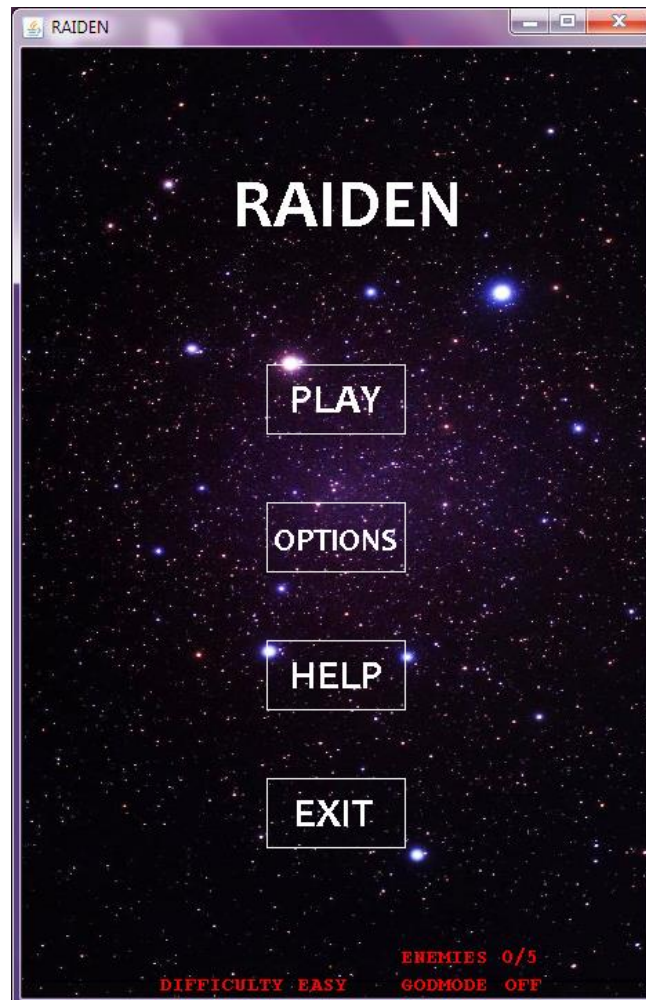 RAIDEN
RAIDEN
PLAY
OPTIONS
HELP
EXIT
ENEMIES 0/5
DIFFICULTY EASY GODMODE OFF